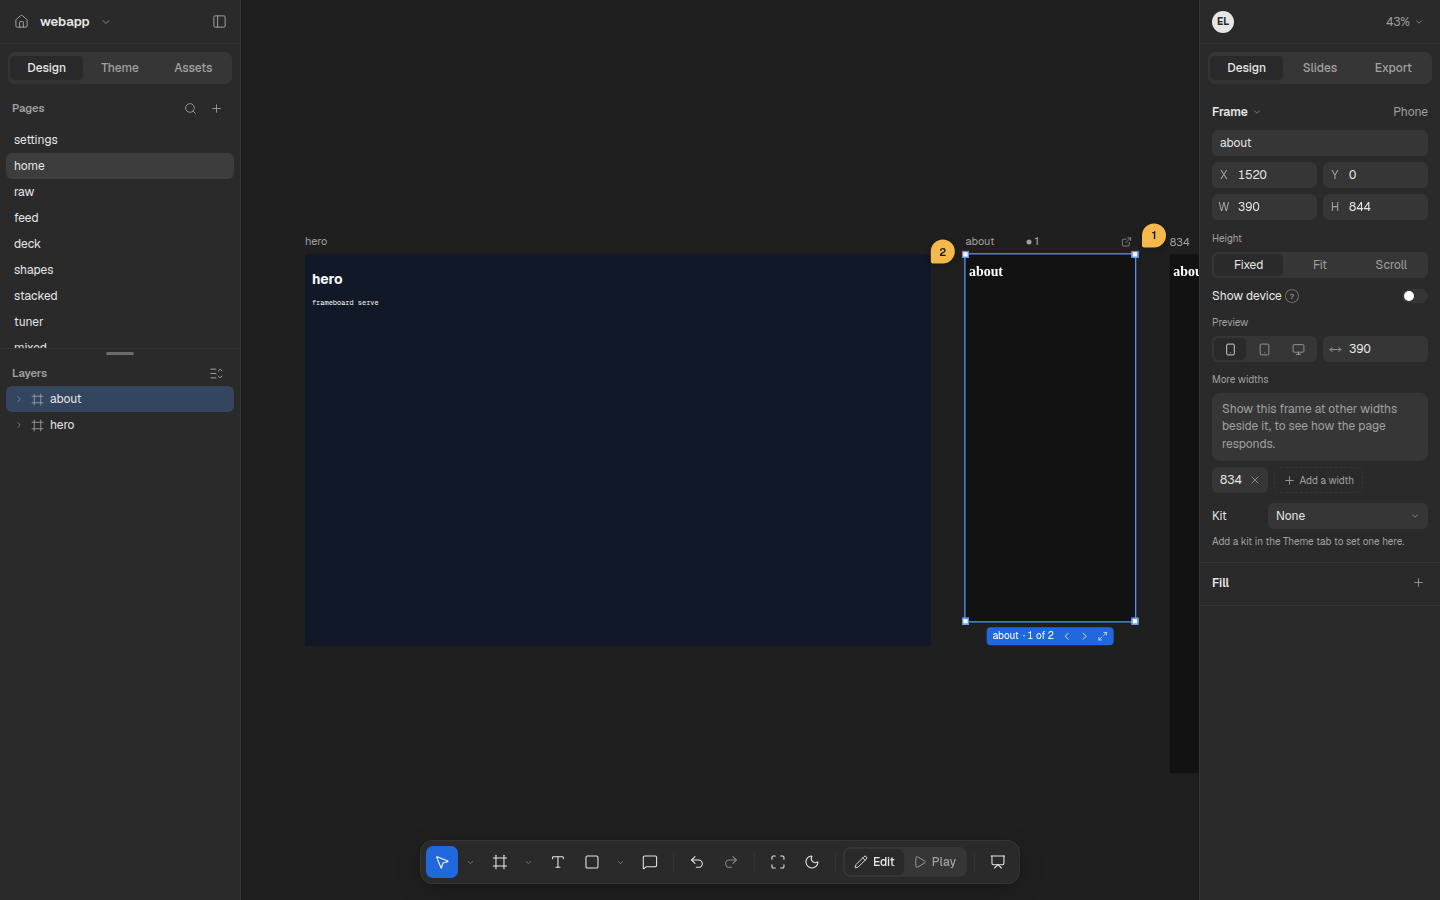 webapp
Design Theme Assets
Pages
settings
home
raw
feed
deck
shapes
stacked
tuner
mixed
Layers
about
hero
hero
hero
frameboard serve
2
about 1
1
834
about
abou
about · 1 of 2
Edit Play
EL 43%
Design Slides Export
Frame Phone
about
X 1520 Y 0
W 390 H 844
Height
Fixed Fit Scroll
Show device ?
Preview
390
More widths
Show this frame at other widths
beside it, to see how the page
responds.
834 Add a width
Kit None
Add a kit in the Theme tab to set one here.
Fill